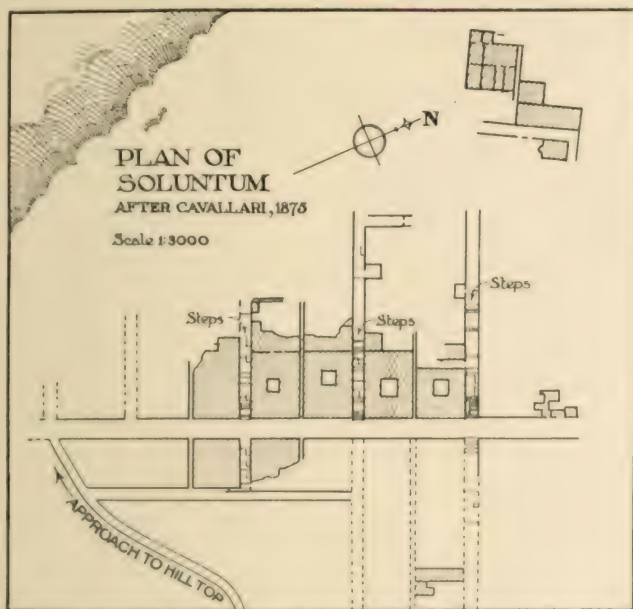 N
PLAN OF
SOLUNTUM
AFTER CAVALLARI, 1875
Scale 1:3000
Steps
Steps
Steps
APPROACH TO HILL TOP